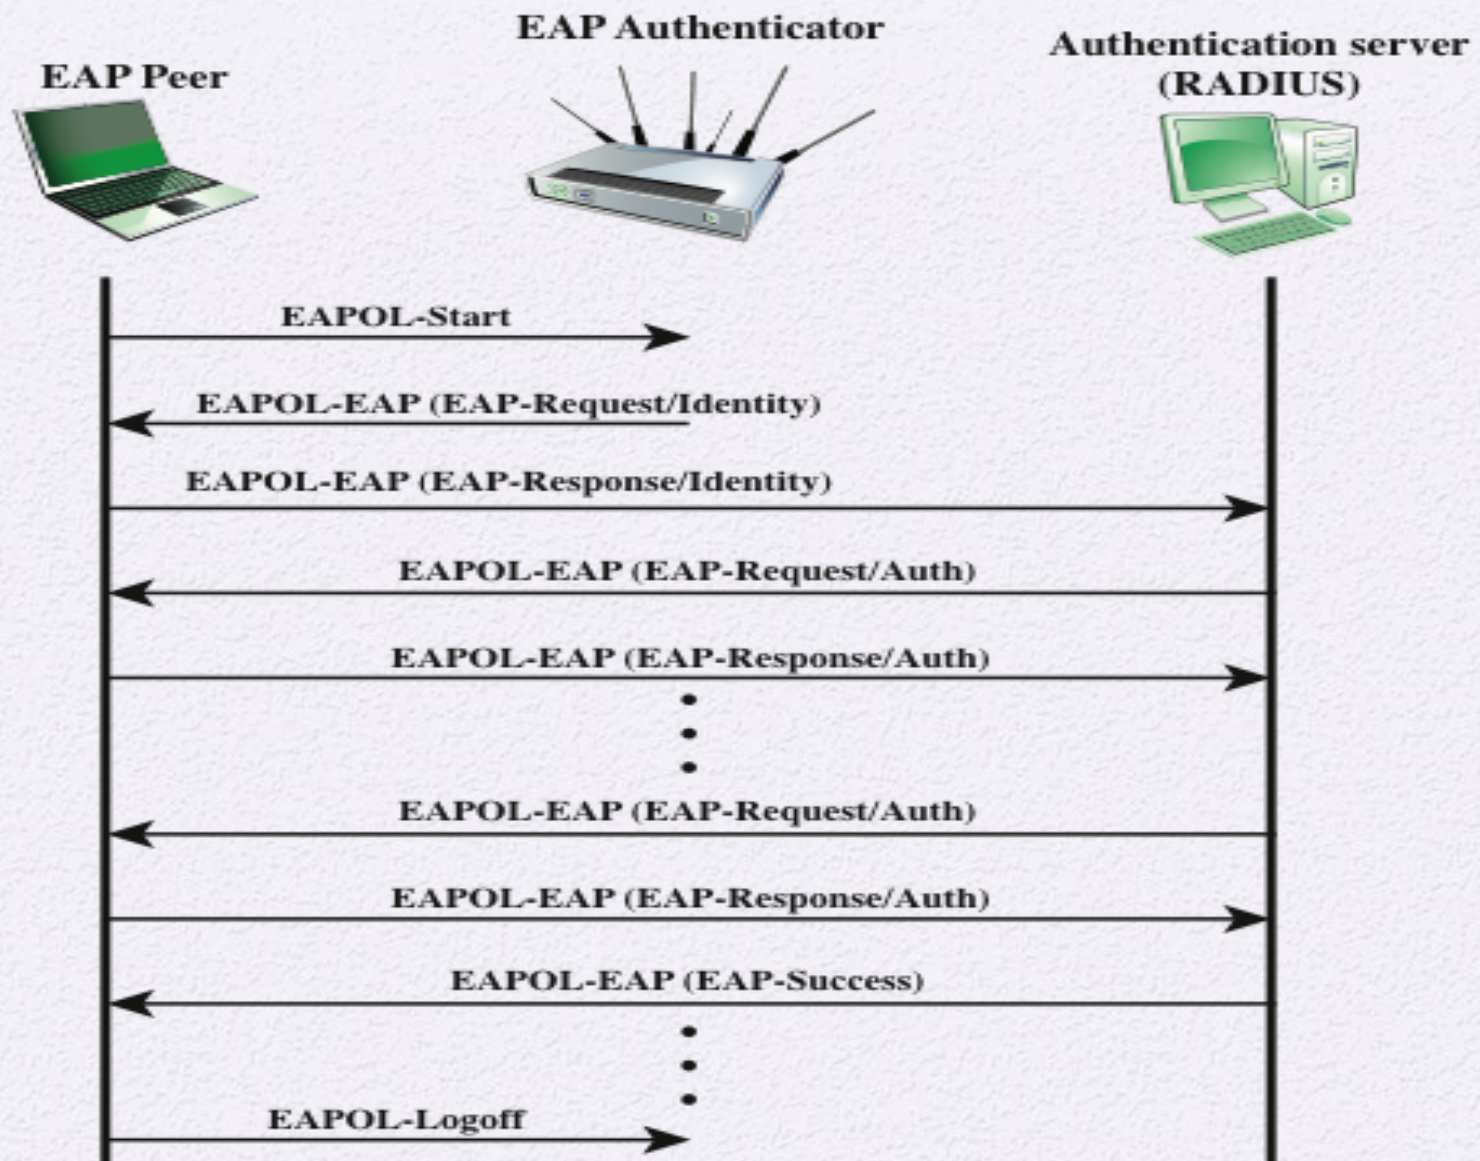 EAP Peer
EAP Authenticator
Authentication server
(RADIUS)
EAPOL-Start
EAPOL-EAP (EAP-Request/Identity)
EAPOL-EAP (EAP-Response/Identity)
EAPOL-EAP (EAP-Request/Auth)
EAPOL-EAP (EAP-Response/Auth)
EAPOL-EAP (EAP-Request/Auth)
EAPOL-EAP (EAP-Response/Auth)
EAPOL-EAP (EAP-Success)
EAPOL-Logoff